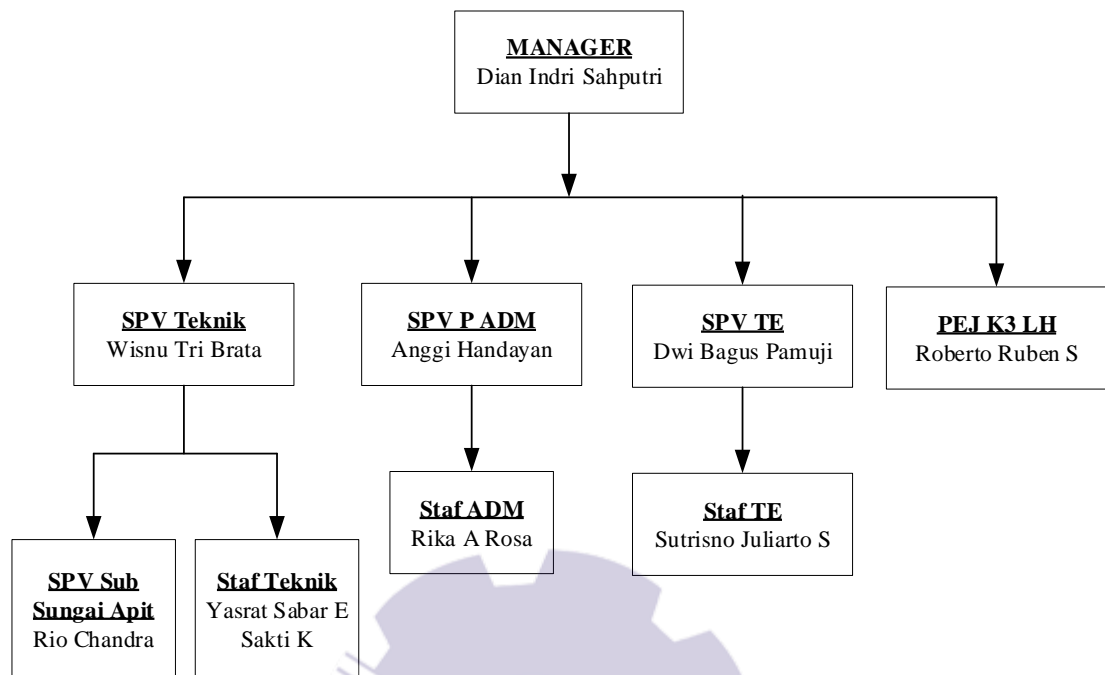 MANAGER
Dian Indri Sahputri
SPV Teknik
Wisnu Tri Brata
SPV P ADM
Anggi Handayan
SPV TE
Dwi Bagus Pamuji
PEJ K3 LH
Roberto Ruben S
Staf ADM
Rika A Rosa
Staf TE
Sutrisno Juliarto S
SPV Sub
Sungai Apit
Rio Chandra
Staf Teknik
Yasrat Sabar E
Sakti K